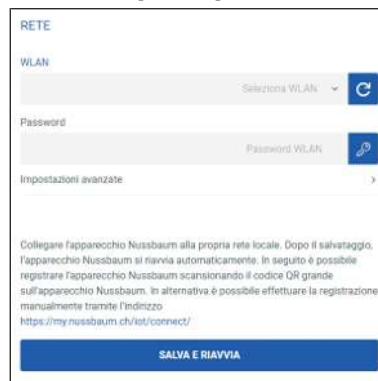 RETE
WLAN
Seleziona WLAN
Password
Password WLAN
Impostazioni avanzate
Collegare l'apparecchio Nussbaum alla propria rete locale. Dopo il salvataggio,
l'apparecchio Nussbaum si riavvia automaticamente. In seguito è possibile
registrare l'apparecchio Nussbaum scansionando il codice QR grande
sull'apparecchio Nussbaum. In alternativa è possibile effettuare la registrazione
manualmente tramite l'indirizzo
https://my.nussbaum.ch/iot/connect/
SALVA E RIAVVIA